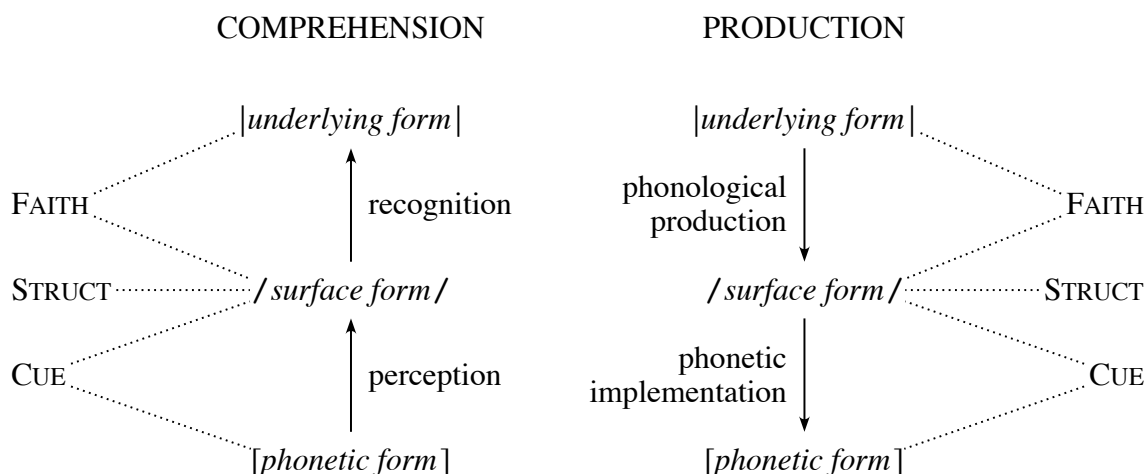 COMPREHENSION PRODUCTION
|underlying form| |underlying form|
FAITH recognition phonological production FAITH
STRUCT /surface form/ /surface form/ STRUCT
CUE perception phonetic implementation CUE
[phonetic form] [phonetic form]